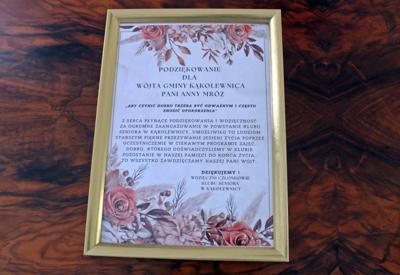 PODZIĘKOWANIE
DLA
WÓJTA GMINY KĄKOLEWNICA
PANI ANNY MRÓZ
„ABY CZYNIĆ DOBRO TRZEBA BYĆ ODWAŻNYM I CZĘSTO
ZNOSIĆ UPOKORZENIA"
Z SERCA PŁYNĄCE PODZIĘKOWANIA I WDZIĘCZNOŚĆ
ZA OGROMNE ZAANGAŻOWANIE W POWSTANIE KLUBU
SENIORA W KĄKOLEWNICY. UMOŻLIWIŁO TO LUDZIOM
STARSZYM PIĘKNE PRZEŻYWANIE JESIENI ŻYCIA POPRZEZ
UCZESTNICZENIE W CIEKAWYM PROGRAMIE ZAJĘĆ.
DOBRO, KTÓREGO DOŚWIADCZYLIŚMY W KLUBIE
POZOSTANIE W NASZEJ PAMIĘCI DO KOŃCA ŻYCIA.
TO WSZYSTKO ZAWDZIĘCZAMY NASZEJ PANI WÓJT.
DZIĘKUJEMY !
WDZIĘCZNI CZŁONKOWIE
KLUBU SENIORA
W KĄKOLEWNICY